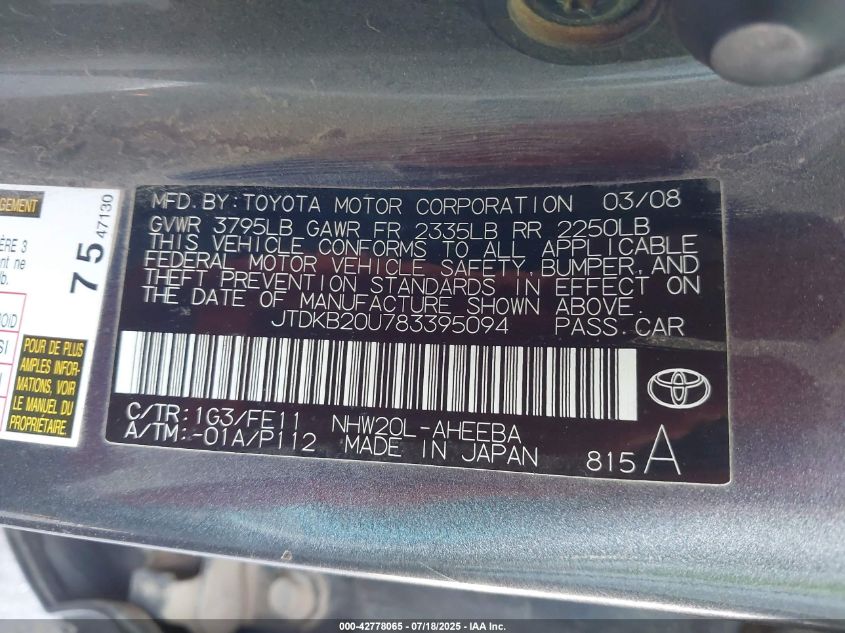 GEMENT
75 47130
ÈRE 3
ont ne
lb.
OID
SI
POUR DE PLUS
AMPLES INFOR-
MATIONS, VOIR
LE MANUEL DU
PROPRIÉTAIRE.
MFD. BY: TOYOTA MOTOR CORPORATION 03/08
GVWR 3795LB GAWR FR 2335LB RR 2250LB
THIS VEHICLE CONFORMS TO ALL APPLICABLE
FEDERAL MOTOR VEHICLE SAFETY, BUMPER, AND
THEFT PREVENTION STANDARDS IN EFFECT ON
THE DATE OF MANUFACTURE SHOWN ABOVE.
JTDKB20U783395094 PASS. CAR
C/TR: 1G3/FE11 NHW20L-AHEEBA
A/TM: -01A/P112 MADE IN JAPAN 815 A
000-42778065 - 07/18/2025 - IAA Inc.